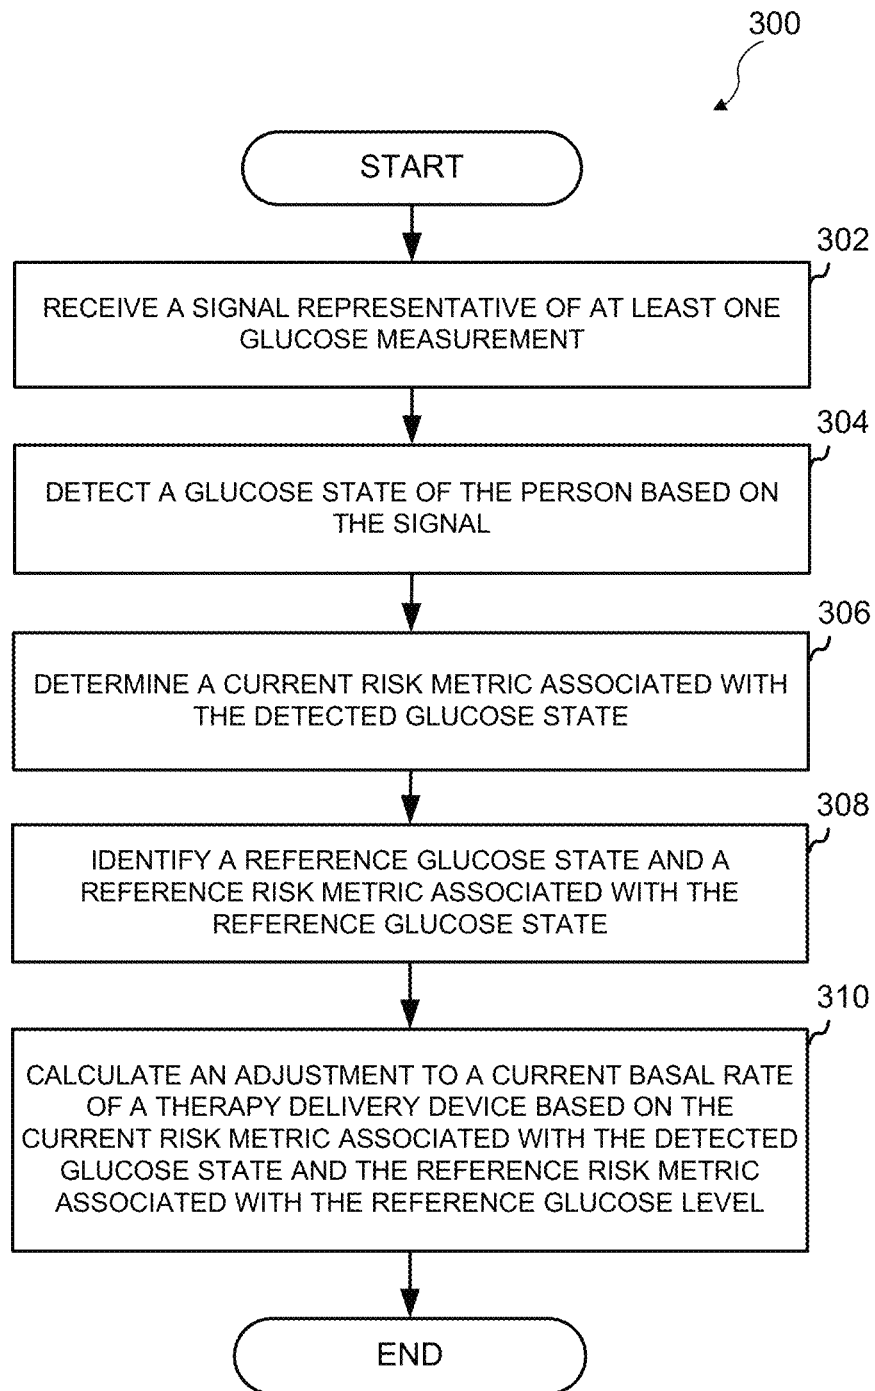 300
START
302
RECEIVE A SIGNAL REPRESENTATIVE OF AT LEAST ONE
GLUCOSE MEASUREMENT
304
DETECT A GLUCOSE STATE OF THE PERSON BASED ON
THE SIGNAL
306
DETERMINE A CURRENT RISK METRIC ASSOCIATED WITH
THE DETECTED GLUCOSE STATE
308
IDENTIFY A REFERENCE GLUCOSE STATE AND A
REFERENCE RISK METRIC ASSOCIATED WITH THE
REFERENCE GLUCOSE STATE
310
CALCULATE AN ADJUSTMENT TO A CURRENT BASAL RATE
OF A THERAPY DELIVERY DEVICE BASED ON THE
CURRENT RISK METRIC ASSOCIATED WITH THE DETECTED
GLUCOSE STATE AND THE REFERENCE RISK METRIC
ASSOCIATED WITH THE REFERENCE GLUCOSE LEVEL
END